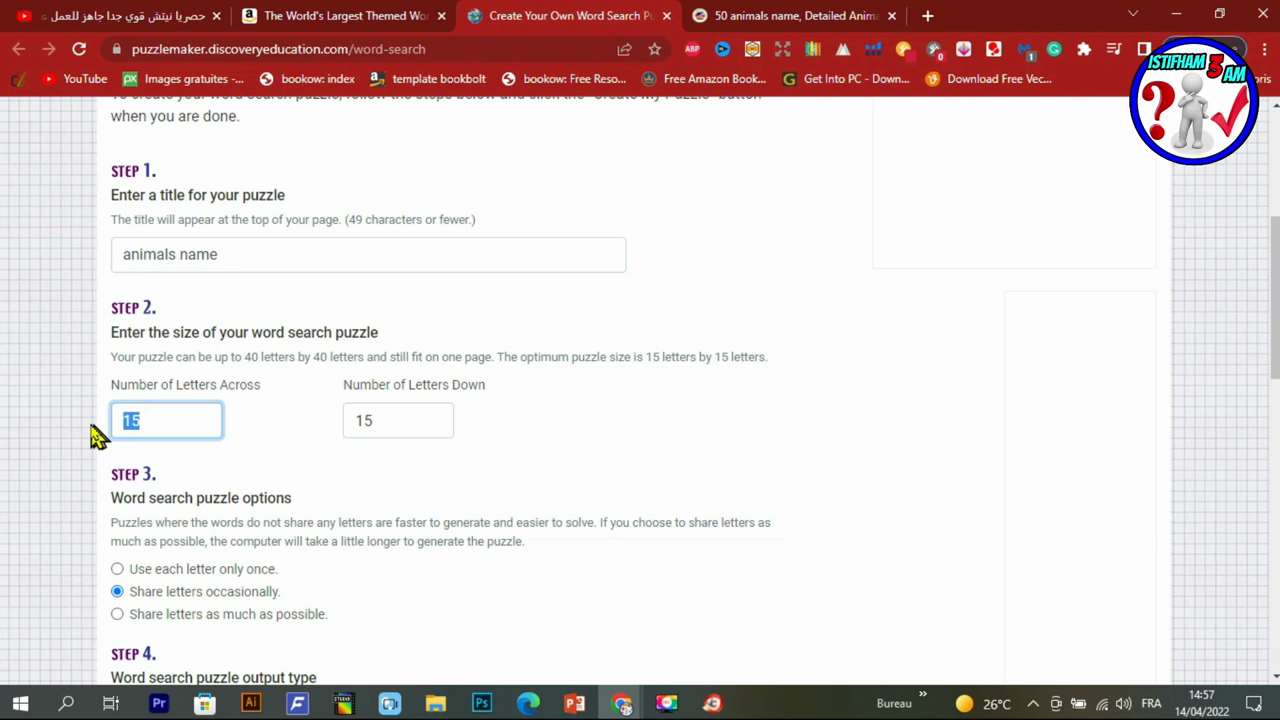 حصريا نيتش قوي جدا جاهز للعمل
The World's Largest Themed Wo
Create Your Own Word Search Pu
50 animals name, Detailed Anima
puzzlemaker.discoveryeducation.com/word-search
YouTube
Images gratuites -...
bookow: index
template bookbolt
bookow: Free Reso...
Free Amazon Book...
Get Into PC - Down...
Download Free Vec...
oris
ISTIFHAM 3 AM
when you are done.
STEP 1.
Enter a title for your puzzle
The title will appear at the top of your page. (49 characters or fewer.)
animals name
STEP 2.
Enter the size of your word search puzzle
Your puzzle can be up to 40 letters by 40 letters and still fit on one page. The optimum puzzle size is 15 letters by 15 letters.
Number of Letters Across
Number of Letters Down
15
15
STEP 3.
Word search puzzle options
Puzzles where the words do not share any letters are faster to generate and easier to solve. If you choose to share letters as
much as possible, the computer will take a little longer to generate the puzzle.
Use each letter only once.
Share letters occasionally.
Share letters as much as possible.
STEP 4.
Word search puzzle output type
Bureau
26°C
FRA
14:57
14/04/2022